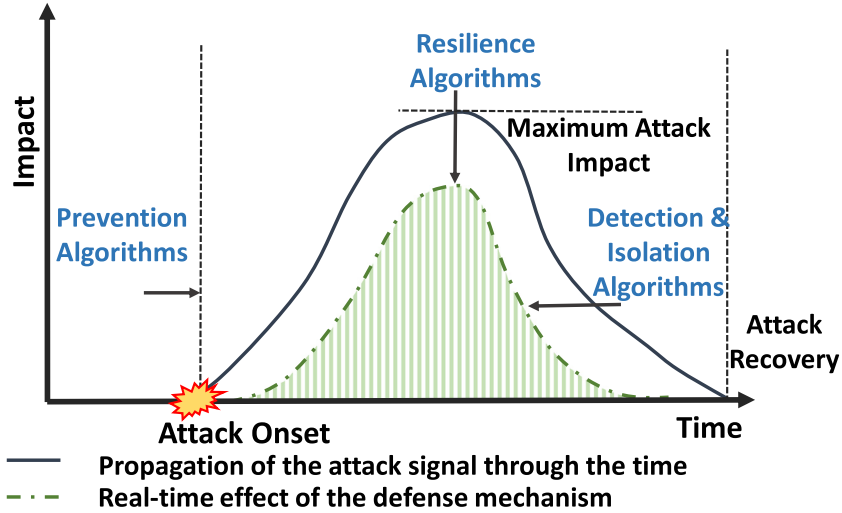 Resilience
Algorithms
Impact
Maximum Attack
Impact
Prevention
Algorithms
Detection &
Isolation
Algorithms
Attack
Recovery
Attack Onset
Time
Propagation of the attack signal through the time
Real-time effect of the defense mechanism